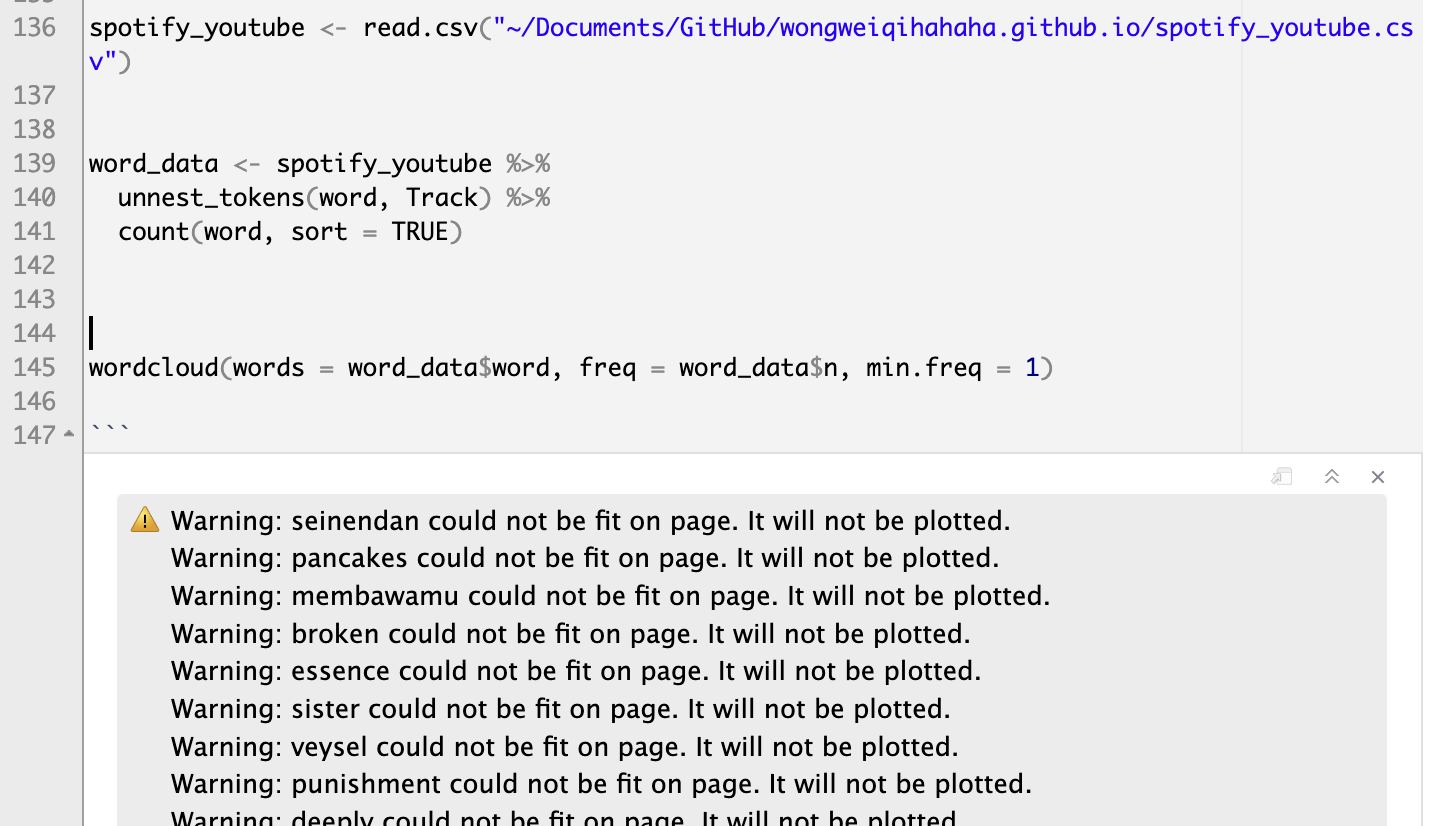 136 spotify_youtube <- read.csv("~/Documents/GitHub/wongweiqihahaha.github.io/spotify_youtube.cs
v")
137
138
139 word_data <- spotify_youtube %>%
140 unnest_tokens(word, Track) %>%
141 count(word, sort = TRUE)
142
143
144
145 wordcloud(words = word_data$word, freq = word_data$n, min.freq = 1)
146
147 ```
Warning: seinendan could not be fit on page. It will not be plotted.
Warning: pancakes could not be fit on page. It will not be plotted.
Warning: membawamu could not be fit on page. It will not be plotted.
Warning: broken could not be fit on page. It will not be plotted.
Warning: essence could not be fit on page. It will not be plotted.
Warning: sister could not be fit on page. It will not be plotted.
Warning: veysel could not be fit on page. It will not be plotted.
Warning: punishment could not be fit on page. It will not be plotted.
Warning: deeply could not be fit on page. It will not be plotted.